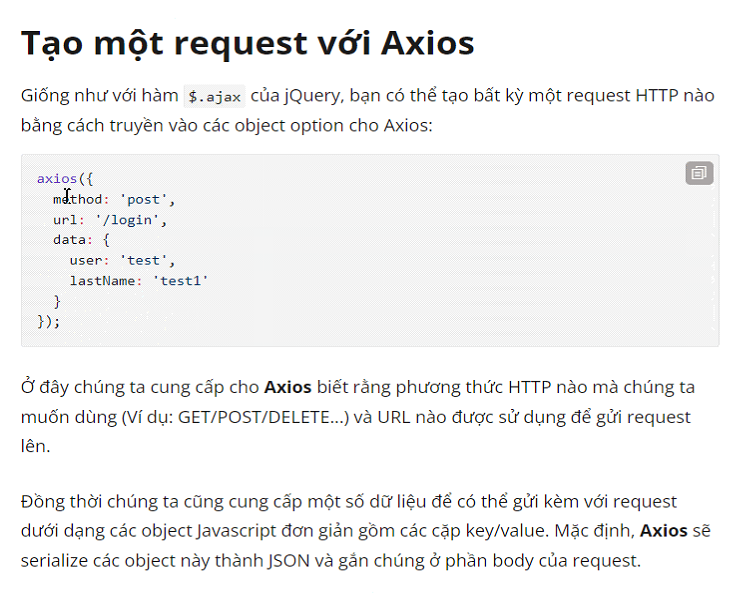 Tạo một request với Axios
Giống như với hàm $.ajax của jQuery, bạn có thể tạo bất kỳ một request HTTP nào
bằng cách truyền vào các object option cho Axios:
axios({
  method: 'post',
  url: '/login',
  data: {
    user: 'test',
    lastName: 'test1'
  }
});
Ở đây chúng ta cung cấp cho Axios biết rằng phương thức HTTP nào mà chúng ta
muốn dùng (Ví dụ: GET/POST/DELETE...) và URL nào được sử dụng để gửi request
lên.
Đồng thời chúng ta cũng cung cấp một số dữ liệu để có thể gửi kèm với request
dưới dạng các object Javascript đơn giản gồm các cặp key/value. Mặc định, Axios sẽ
serialize các object này thành JSON và gắn chúng ở phần body của request.